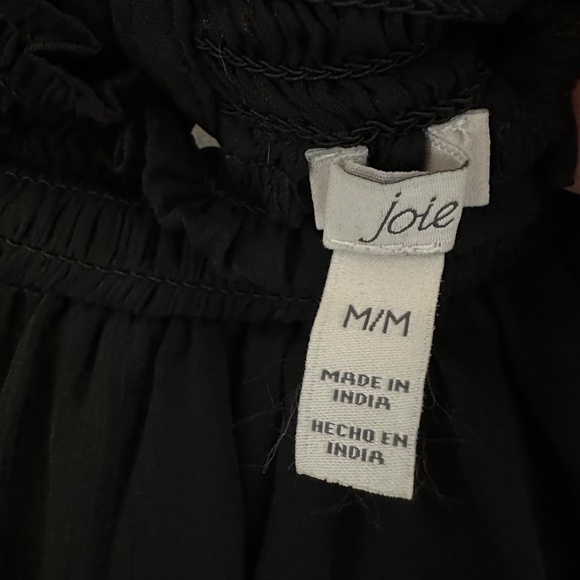 joie
M/M
MADE IN
INDIA
HECHO EN
INDIA